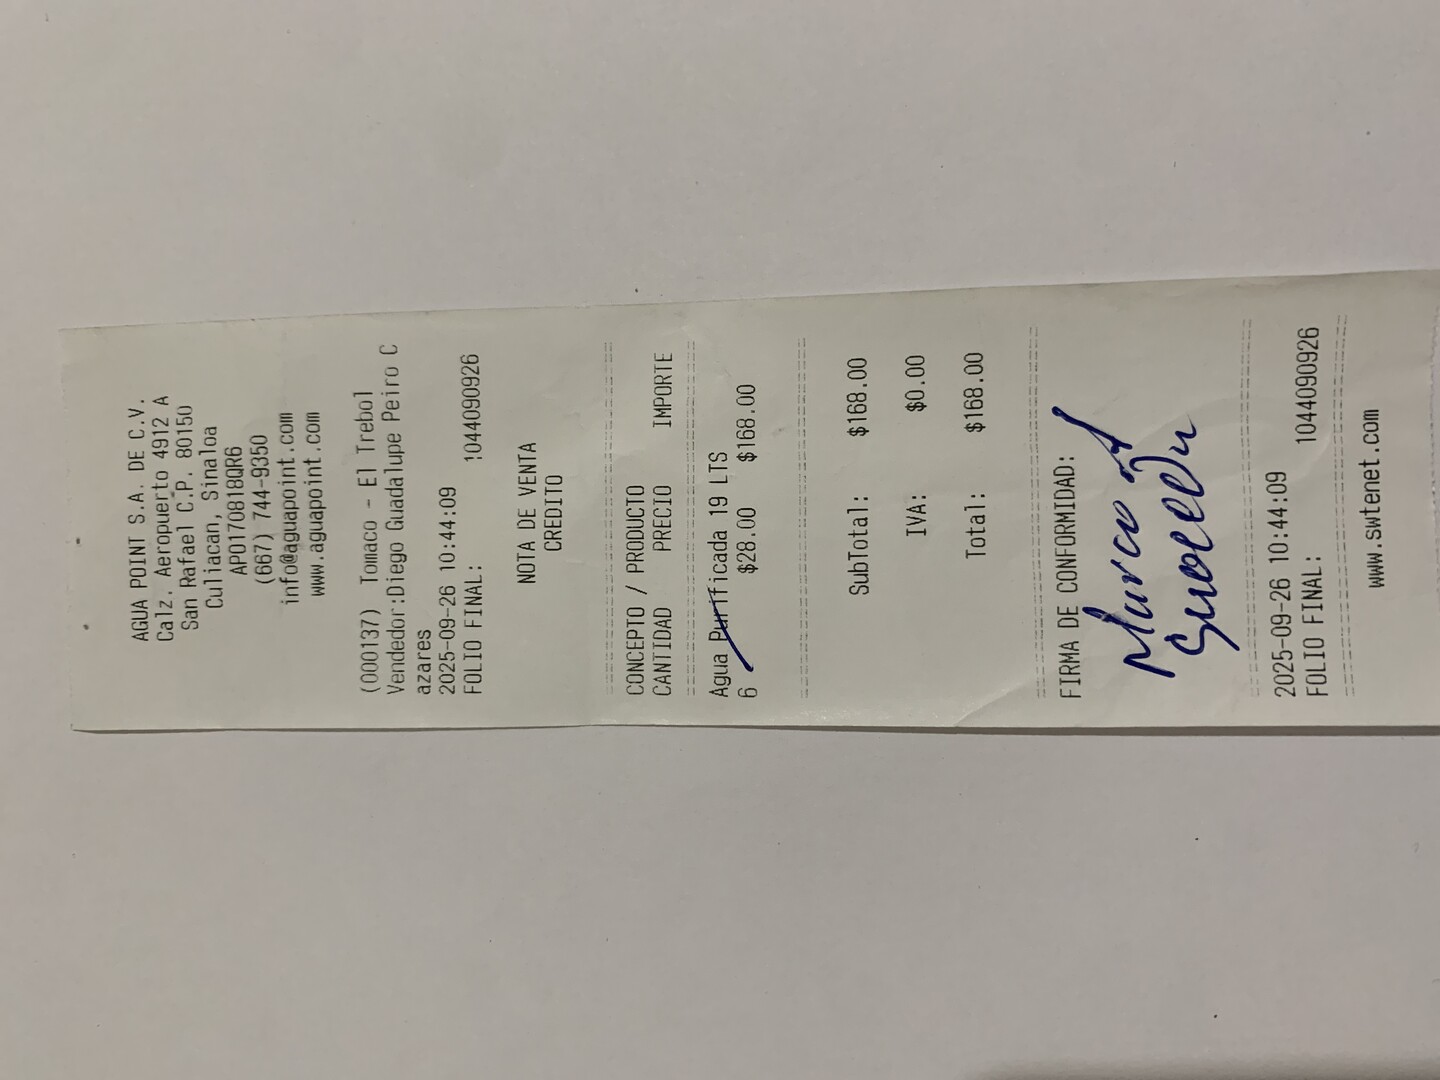 AGUA POINT S.A. DE C.V.
Calz. Aeropuerto 4912 A
San Rafael C.P. 80150
Culiacan, Sinaloa
APO170818QR6
(667) 744-9350
info@aguapoint.com
www.aguapoint.com
(000137) Tomaco - El Trebol
Vendedor:Diego Guadalupe Peiro C
azares
2025-09-26 10:44:09
FOLIO FINAL: 1044090926
NOTA DE VENTA
CREDITO
CONCEPTO / PRODUCTO
CANTIDAD PRECIO IMPORTE
Agua Purificada 19 LTS
6 $28.00 $168.00
SubTotal: $168.00
IVA: $0.00
Total: $168.00
FIRMA DE CONFORMIDAD:
Marco A
2025-09-26 10:44:09
FOLIO FINAL: 1044090926
www.swtenet.com